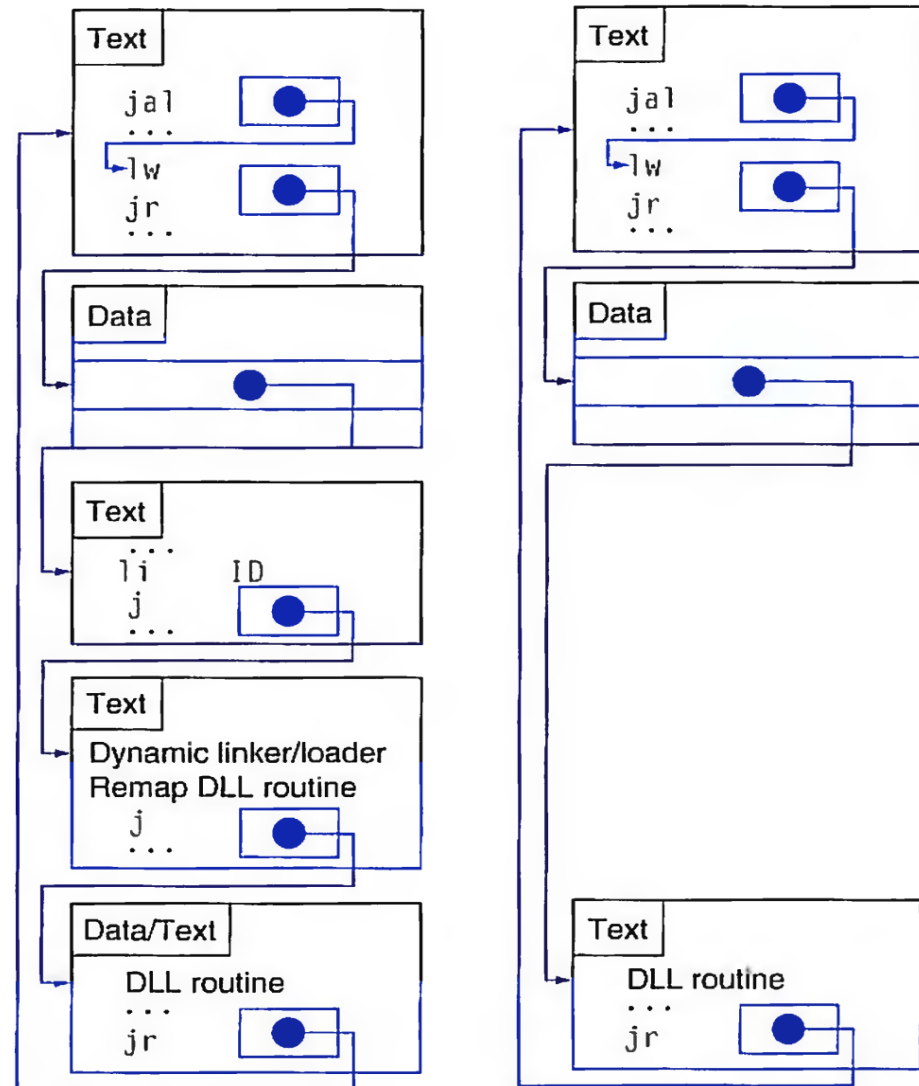 Text
jal
...
lw
jr
...
Data
Text
...
li ID
j
...
Text
Dynamic linker/loader
Remap DLL routine
j
...
Data/Text
DLL routine
...
jr
Text
jal
...
lw
jr
...
Data
Text
DLL routine
...
jr